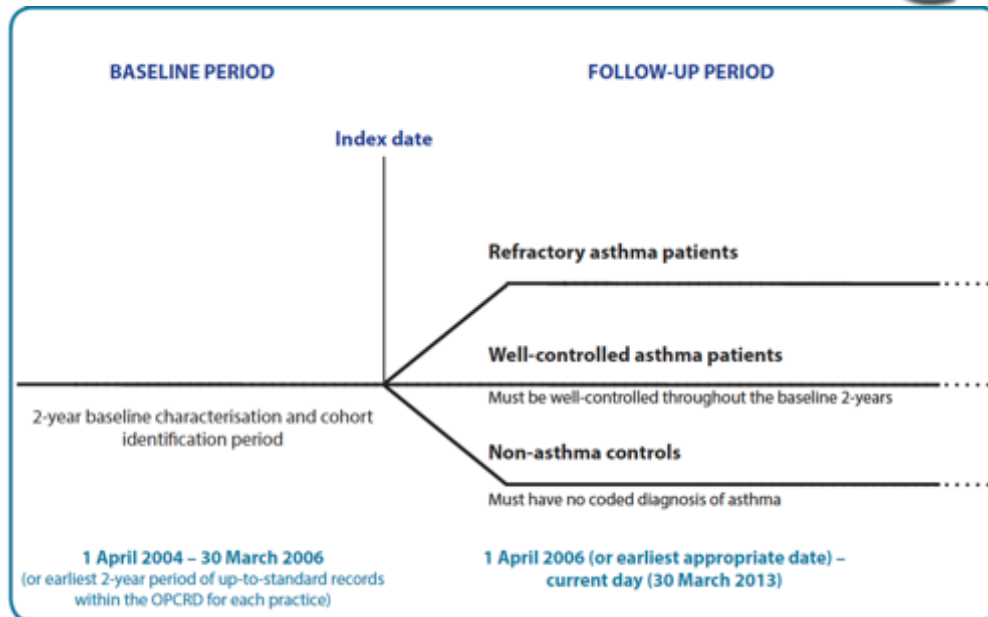 BASELINE PERIOD
FOLLOW-UP PERIOD
Index date
Refractory asthma patients
Well-controlled asthma patients
Must be well-controlled throughout the baseline 2-years
2-year baseline characterisation and cohort
identification period
Non-asthma controls
Must have no coded diagnosis of asthma
1 April 2004 – 30 March 2006
(or earliest 2-year period of up-to-standard records
within the OPCRD for each practice)
1 April 2006 (or earliest appropriate date) –
current day (30 March 2013)